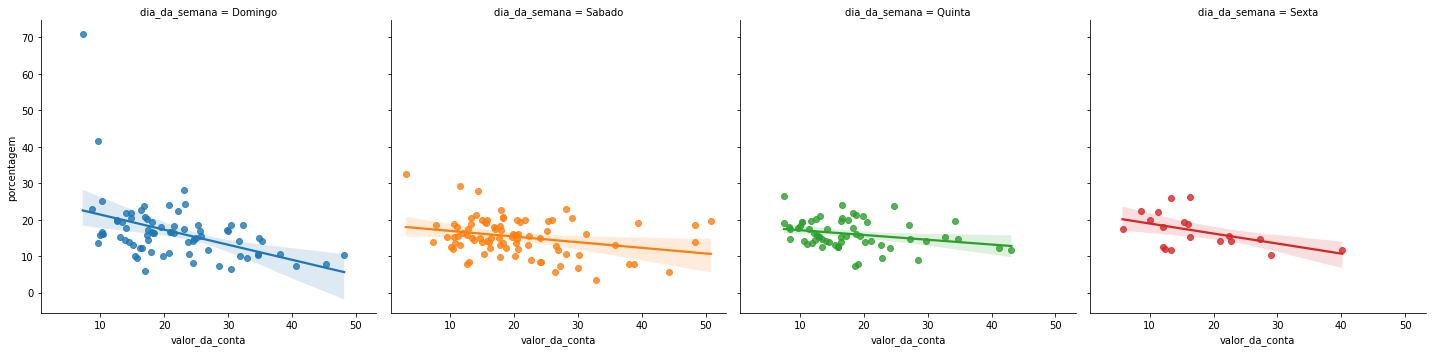 dia_da_semana = Domingo
dia_da_semana = Sabado
dia_da_semana = Quinta
dia_da_semana = Sexta
porcentagem
70
60
50
40
30
20
10
0
10 20 30 40 50
10 20 30 40 50
10 20 30 40 50
10 20 30 40 50
valor_da_conta
valor_da_conta
valor_da_conta
valor_da_conta